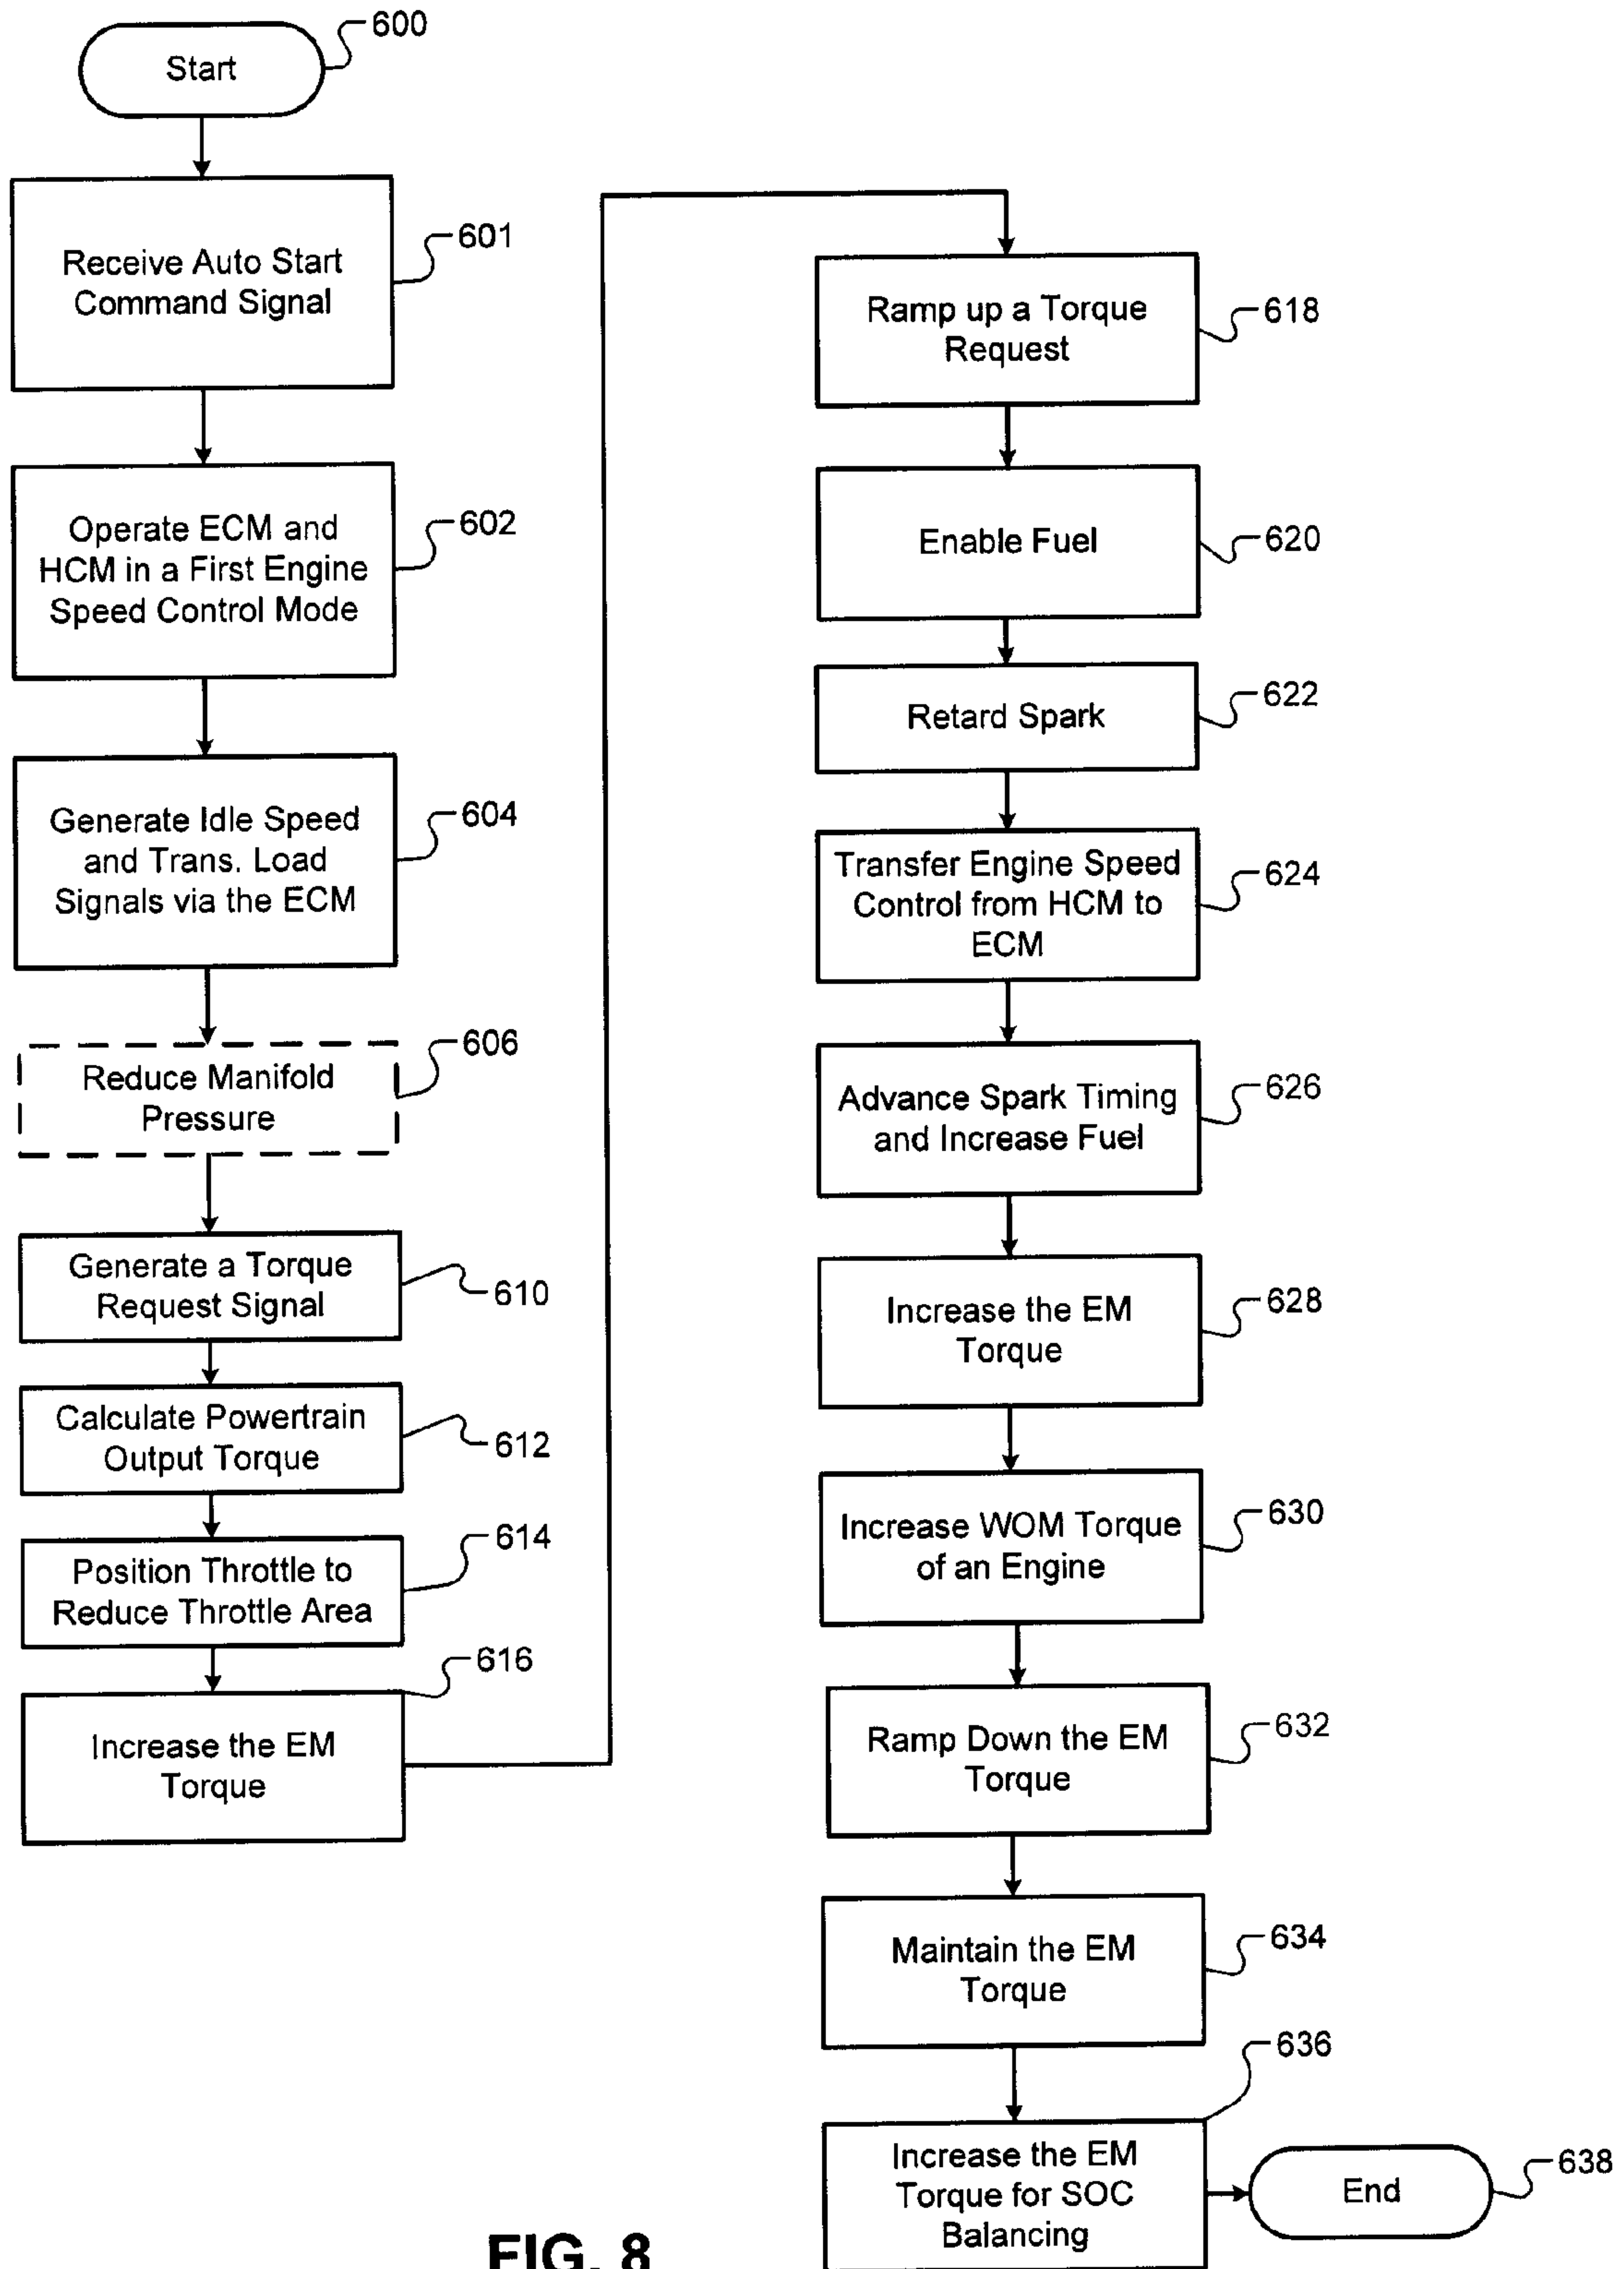 Start
600
Receive Auto Start
Command Signal
601
Operate ECM and
HCM in a First Engine
Speed Control Mode
602
Generate Idle Speed
and Trans. Load
Signals via the ECM
604
Reduce Manifold
Pressure
606
Generate a Torque
Request Signal
610
Calculate Powertrain
Output Torque
612
Position Throttle to
Reduce Throttle Area
614
Increase the EM
Torque
616
Ramp up a Torque
Request
618
Enable Fuel
620
Retard Spark
622
Transfer Engine Speed
Control from HCM to
ECM
624
Advance Spark Timing
and Increase Fuel
626
Increase the EM
Torque
628
Increase WOM Torque
of an Engine
630
Ramp Down the EM
Torque
632
Maintain the EM
Torque
634
Increase the EM
Torque for SOC
Balancing
636
End
638
FIG. 8